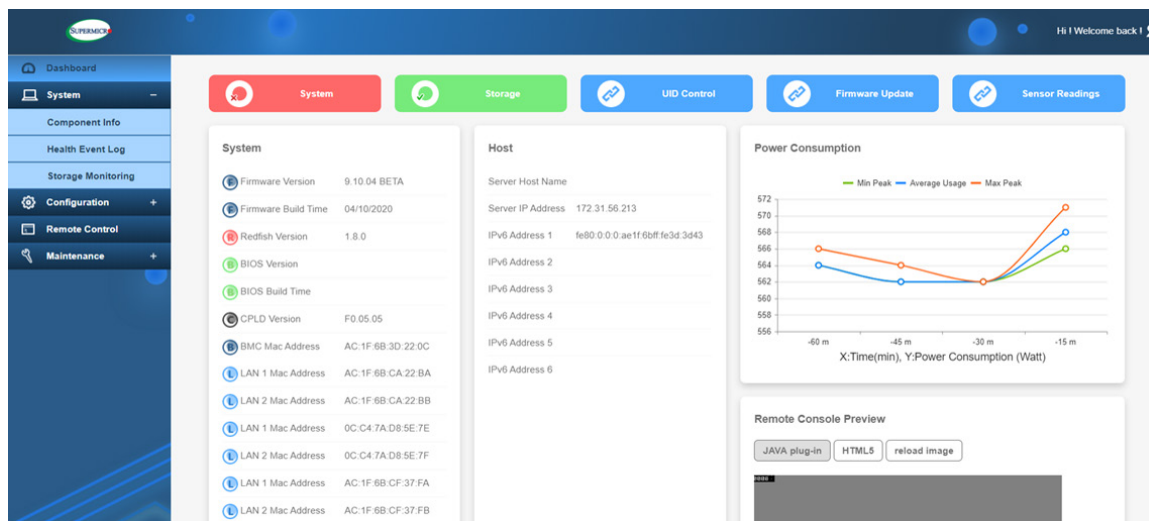 SUPERMICR
Hi ! Welcome back !
Dashboard
System –
Component Info
Health Event Log
Storage Monitoring
Configuration +
Remote Control
Maintenance +
System
Storage
UID Control
Firmware Update
Sensor Readings
System
Firmware Version 9.10.04 BETA
Firmware Build Time 04/10/2020
Redfish Version 1.8.0
BIOS Version
BIOS Build Time
CPLD Version F0.05.05
BMC Mac Address AC:1F:6B:3D:22:0C
LAN 1 Mac Address AC:1F:6B:CA:22:BA
LAN 2 Mac Address AC:1F:6B:CA:22:BB
LAN 1 Mac Address 0C:C4:7A:D8:5E:7E
LAN 2 Mac Address 0C:C4:7A:D8:5E:7F
LAN 1 Mac Address AC:1F:6B:CF:37:FA
LAN 2 Mac Address AC:1F:6B:CF:37:FB
Host
Server Host Name
Server IP Address 172.31.56.213
IPv6 Address 1 fe80:0:0:0:ae1f:6bff:fe3d:3d43
IPv6 Address 2
IPv6 Address 3
IPv6 Address 4
IPv6 Address 5
IPv6 Address 6
Power Consumption
Min Peak Average Usage Max Peak
572
570
568
566
564
562
560
558
556
-60 m -45 m -30 m -15 m
X:Time(min), Y:Power Consumption (Watt)
Remote Console Preview
JAVA plug-in HTML5 reload image